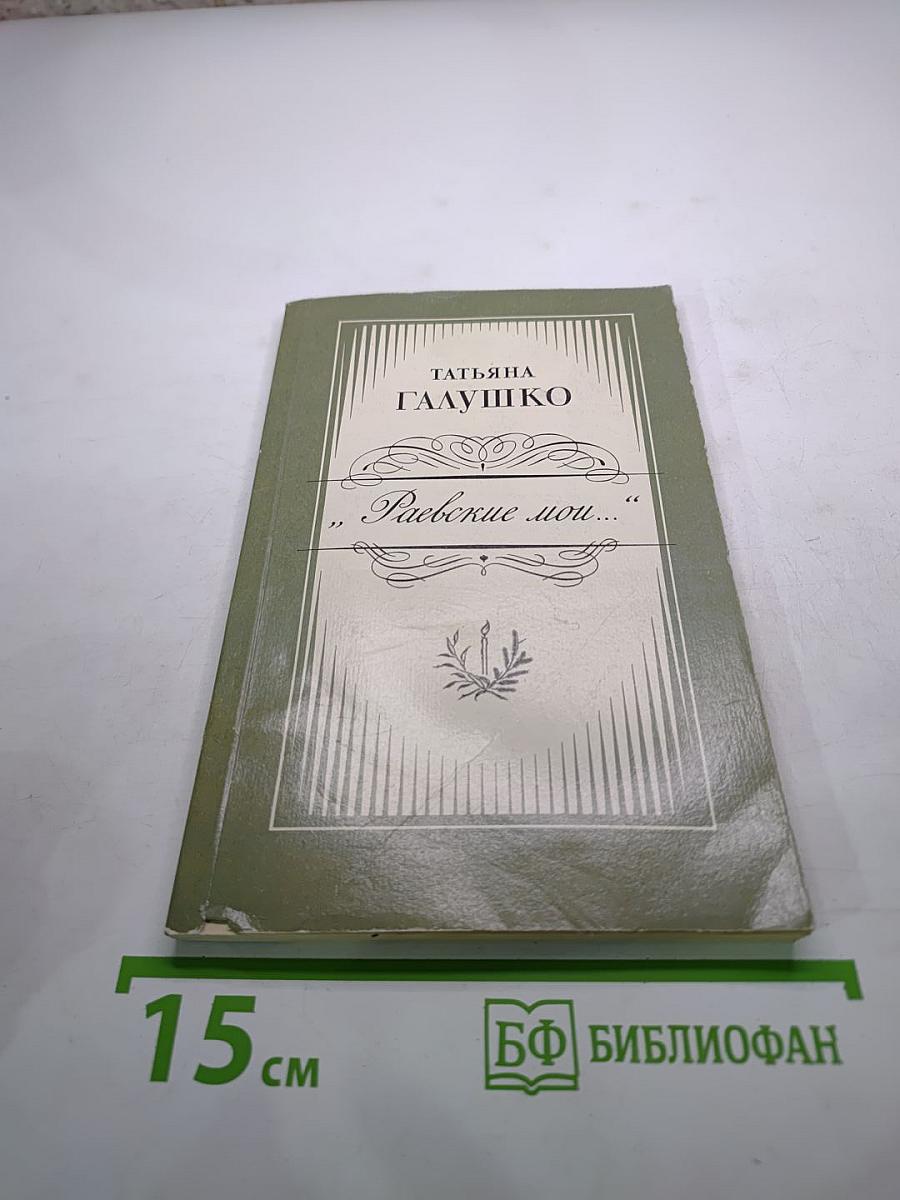 ТАТЬЯНА
ГАЛУШКО
„Раевские мои...“
15 см
БФ БИБЛИОФАН